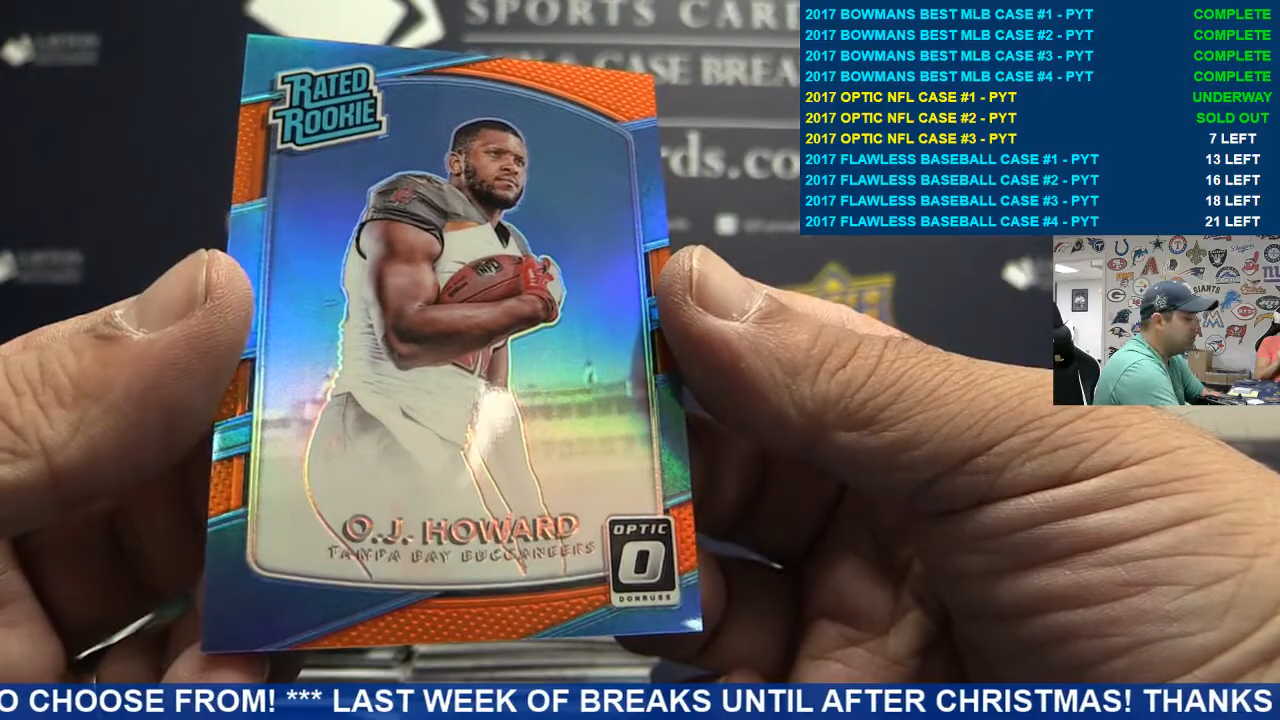 SPORTS CARD
CASE BREA
rds.co
2017 BOWMANS BEST MLB CASE #1 - PYT COMPLETE
2017 BOWMANS BEST MLB CASE #2 - PYT COMPLETE
2017 BOWMANS BEST MLB CASE #3 - PYT COMPLETE
2017 BOWMANS BEST MLB CASE #4 - PYT COMPLETE
2017 OPTIC NFL CASE #1 - PYT UNDERWAY
2017 OPTIC NFL CASE #2 - PYT SOLD OUT
2017 OPTIC NFL CASE #3 - PYT 7 LEFT
2017 FLAWLESS BASEBALL CASE #1 - PYT 13 LEFT
2017 FLAWLESS BASEBALL CASE #2 - PYT 16 LEFT
2017 FLAWLESS BASEBALL CASE #3 - PYT 18 LEFT
2017 FLAWLESS BASEBALL CASE #4 - PYT 21 LEFT
RATED
ROOKIE
NFL
O.J. HOWARD
TAMPA BAY BUCCANEERS
OPTIC
O
DONRUSS
O CHOOSE FROM! *** LAST WEEK OF BREAKS UNTIL AFTER CHRISTMAS! THANKS